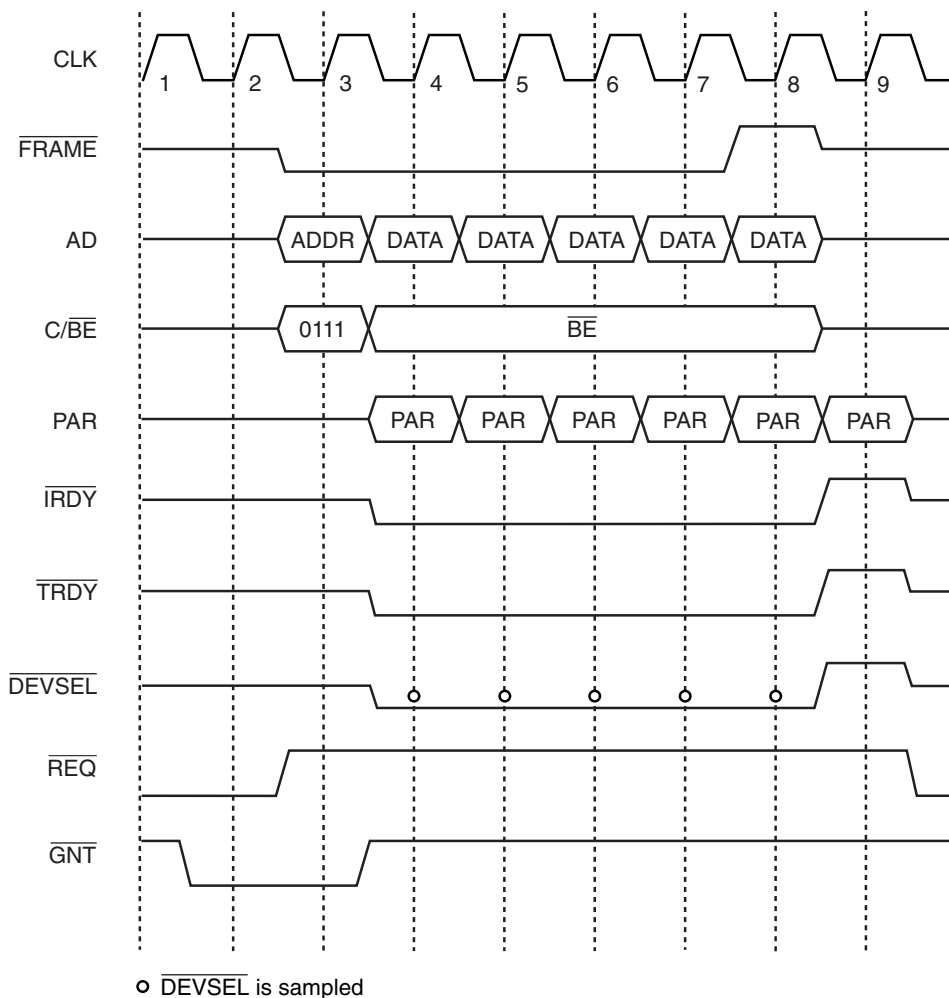 CLK
1 2 3 4 5 6 7 8 9
FRAME
AD ADDR DATA DATA DATA DATA DATA
C/BE 0111 BE
PAR PAR PAR PAR PAR PAR PAR
IRDY
TRDY
DEVSEL
REQ
GNT
DEVSEL is sampled